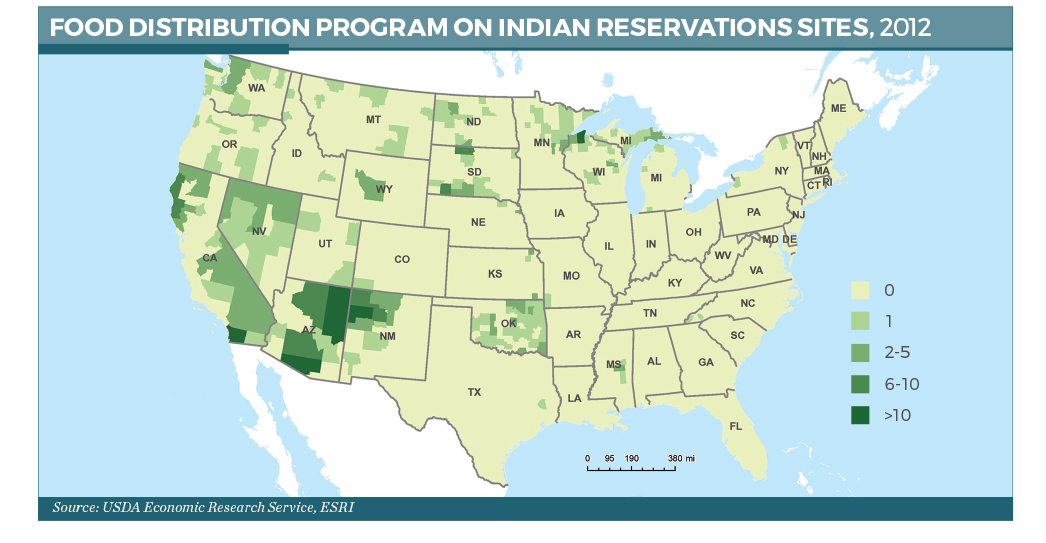 FOOD DISTRIBUTION PROGRAM ON INDIAN RESERVATIONS SITES, 2012
WA
MT
ND
MN
MI
ME
OR
ID
WY
SD
WI
MI
NY
VT
NH
MA
CT RI
NV
UT
CO
NE
IA
IL
IN
OH
PA
NJ
MD DE
CA
KS
MO
KY
WV
VA
AZ
NM
OK
AR
TN
NC
SC
TX
LA
MS
AL
GA
FL
0
1
2-5
6-10
>10
0 95 190 380 mi
Source: USDA Economic Research Service, ESRI